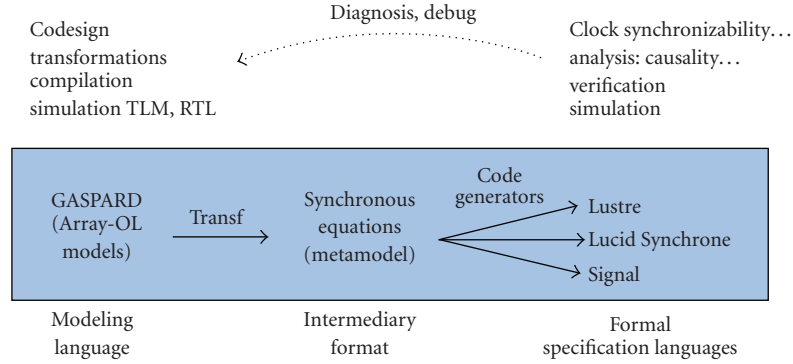 Diagnosis, debug
Codesign
transformations
compilation
simulation TLM, RTL
Clock synchronizability...
analysis: causality...
verification
simulation
GASPARD
(Array-OL
models)
Transf
Synchronous
equations
(metamodel)
Code
generators
Lustre
Lucid Synchrone
Signal
Modeling
language
Intermediary
format
Formal
specification languages